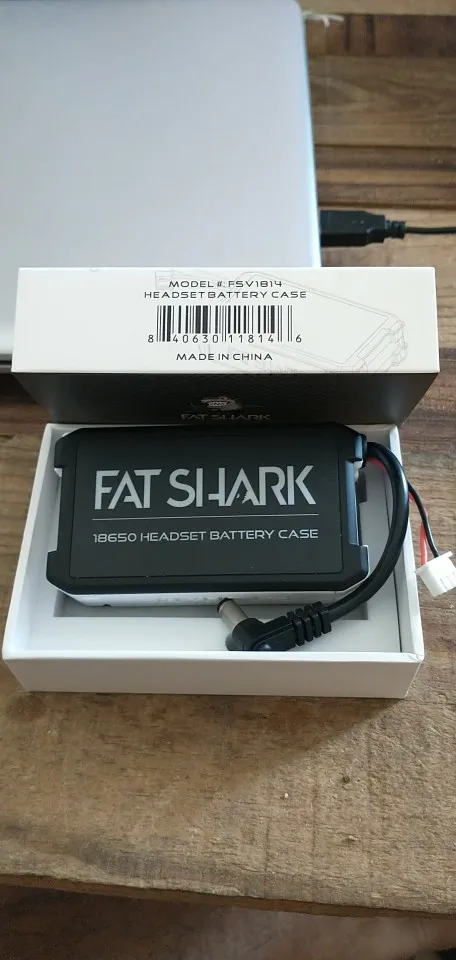 MODEL #: FSV1814
HEADSET BATTERY CASE
8 40630 11814 6
MADE IN CHINA
FAT SHARK
FAT SHARK
18650 HEADSET BATTERY CASE